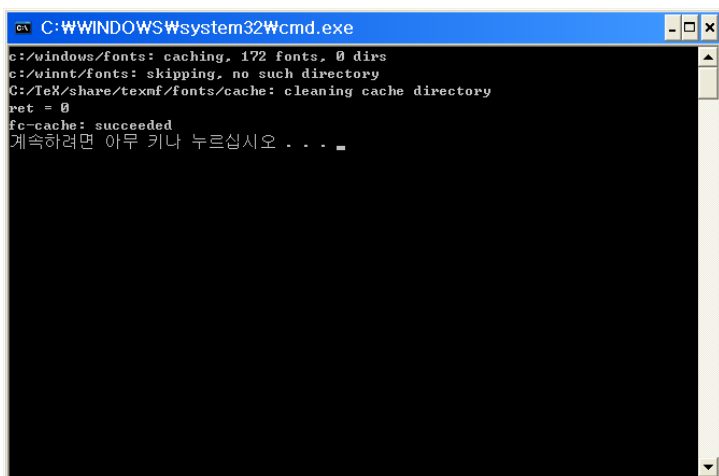 C:₩WINDOWS₩system32₩cmd.exe
c:/windows/fonts: caching, 172 fonts, 0 dirs
c:/winnt/fonts: skipping, no such directory
C:/TeX/share/texmf/fonts/cache: cleaning cache directory
ret = 0
fc-cache: succeeded
계속하려면 아무 키나 누르십시오 . . .